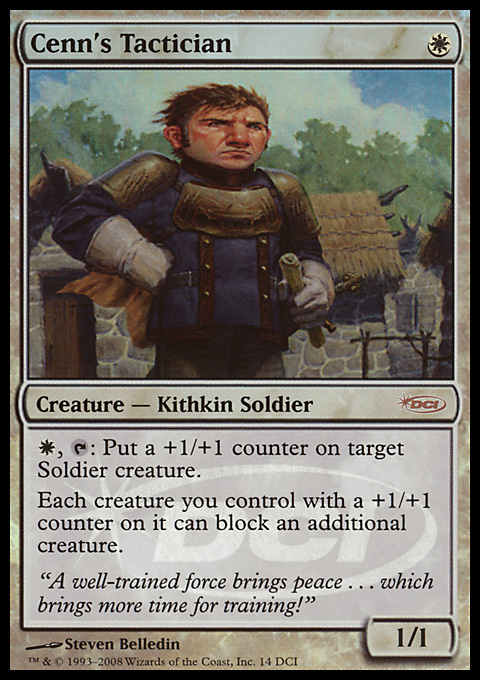 Cenn's Tactician
Creature — Kithkin Soldier
DCI
, : Put a +1/+1 counter on target
Soldier creature.
Each creature you control with a +1/+1
counter on it can block an additional
creature.
DCI
“A well-trained force brings peace . . . which
brings more time for training!”
Steven Belledin
1/1
™ & © 1993–2008 Wizards of the Coast, Inc. 14 DCI